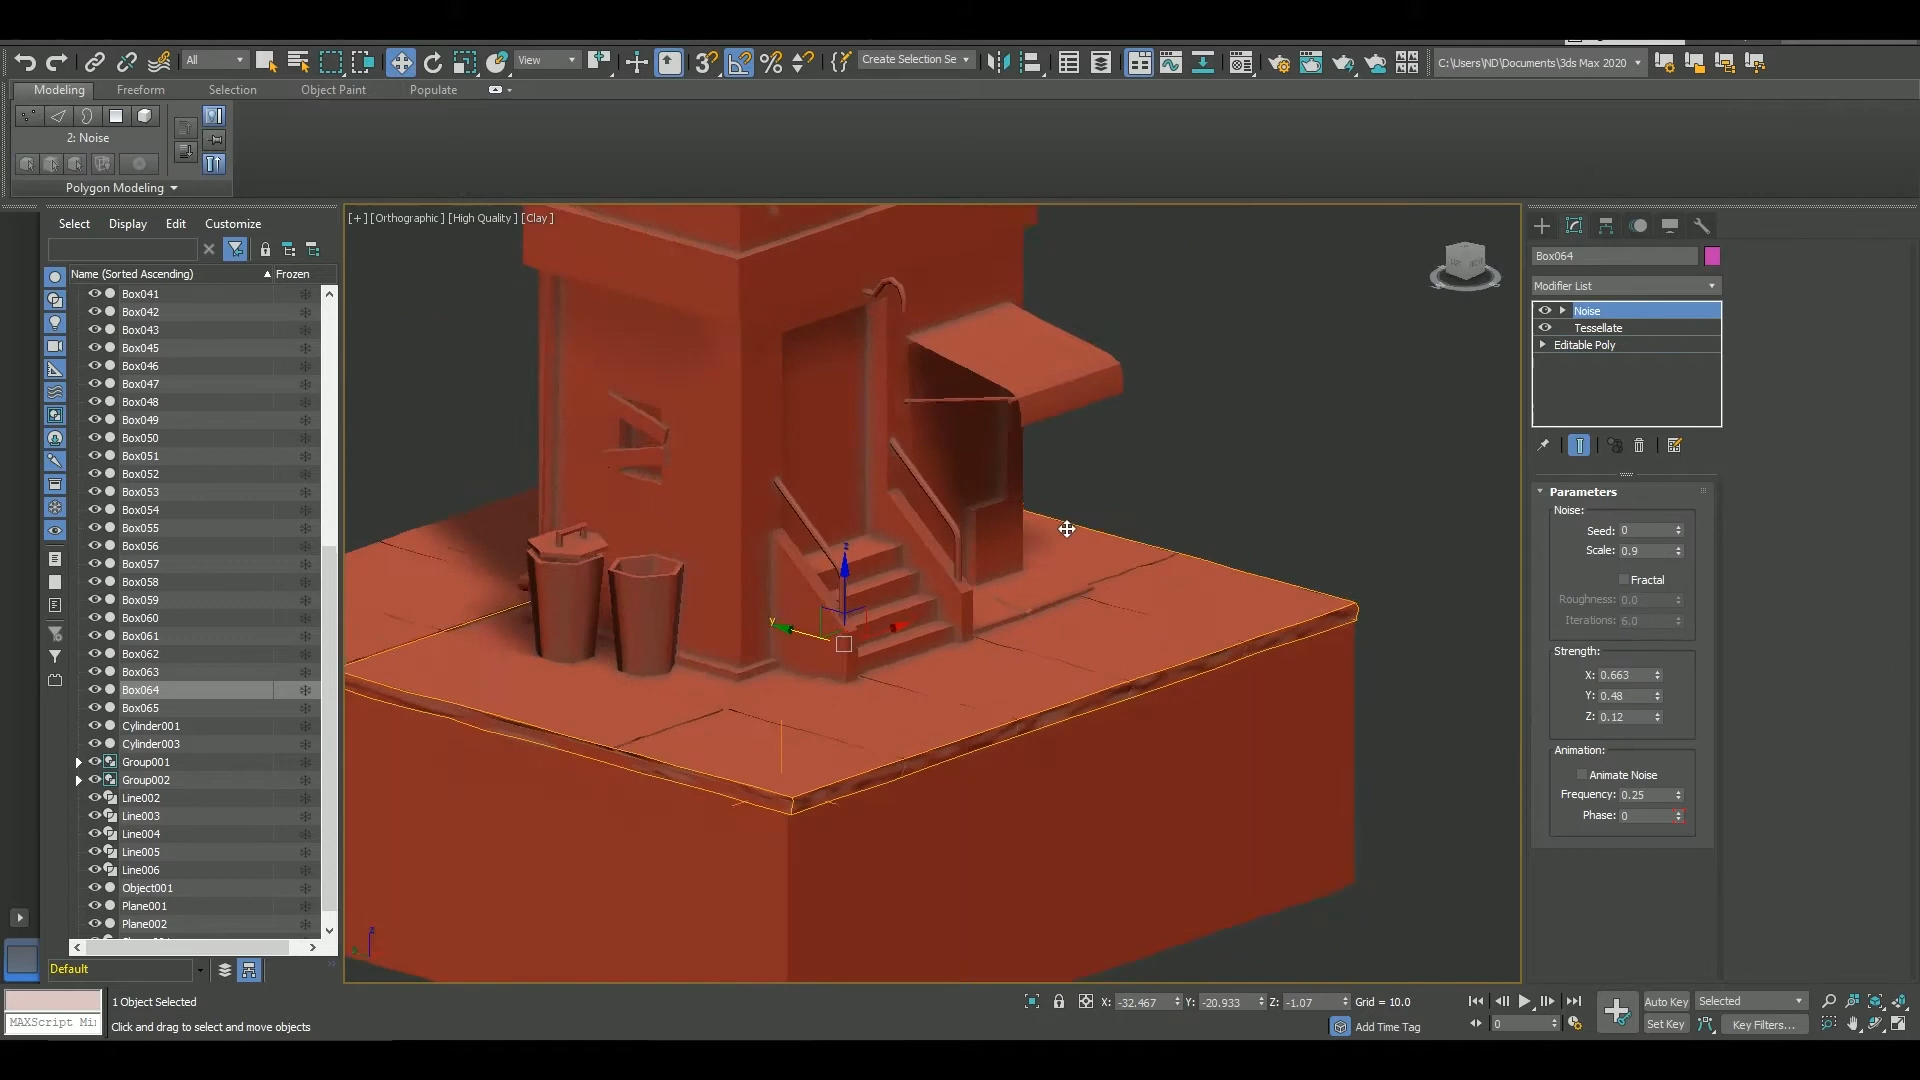 All
View
Create Selection Se
C:\Users\ND\Documents\3ds Max 2020
Modeling
Freeform
Selection
Object Paint
Populate
2: Noise
Polygon Modeling
Select
Display
Edit
Customize
Name (Sorted Ascending)
Frozen
Box041
Box042
Box043
Box045
Box046
Box047
Box048
Box049
Box050
Box051
Box052
Box053
Box054
Box055
Box056
Box057
Box058
Box059
Box060
Box061
Box062
Box063
Box064
Box065
Cylinder001
Cylinder003
Group001
Group002
Line002
Line003
Line004
Line005
Line006
Object001
Plane001
Plane002
Default
[+] [Orthographic ] [High Quality ] [Clay ]
z
y
z
Box064
Modifier List
Noise
Tessellate
Editable Poly
Parameters
Noise:
Seed: 0
Scale: 0.9
Fractal
Roughness: 0.0
Iterations: 6.0
Strength:
X: 0.663
Y: 0.48
Z: 0.12
Animation:
Animate Noise
Frequency: 0.25
Phase: 0
MAXScript Mi
1 Object Selected
Click and drag to select and move objects
X: -32.467 Y: -20.933 Z: -1.07 Grid = 10.0
Add Time Tag
0
Auto Key
Selected
Set Key
Key Filters...